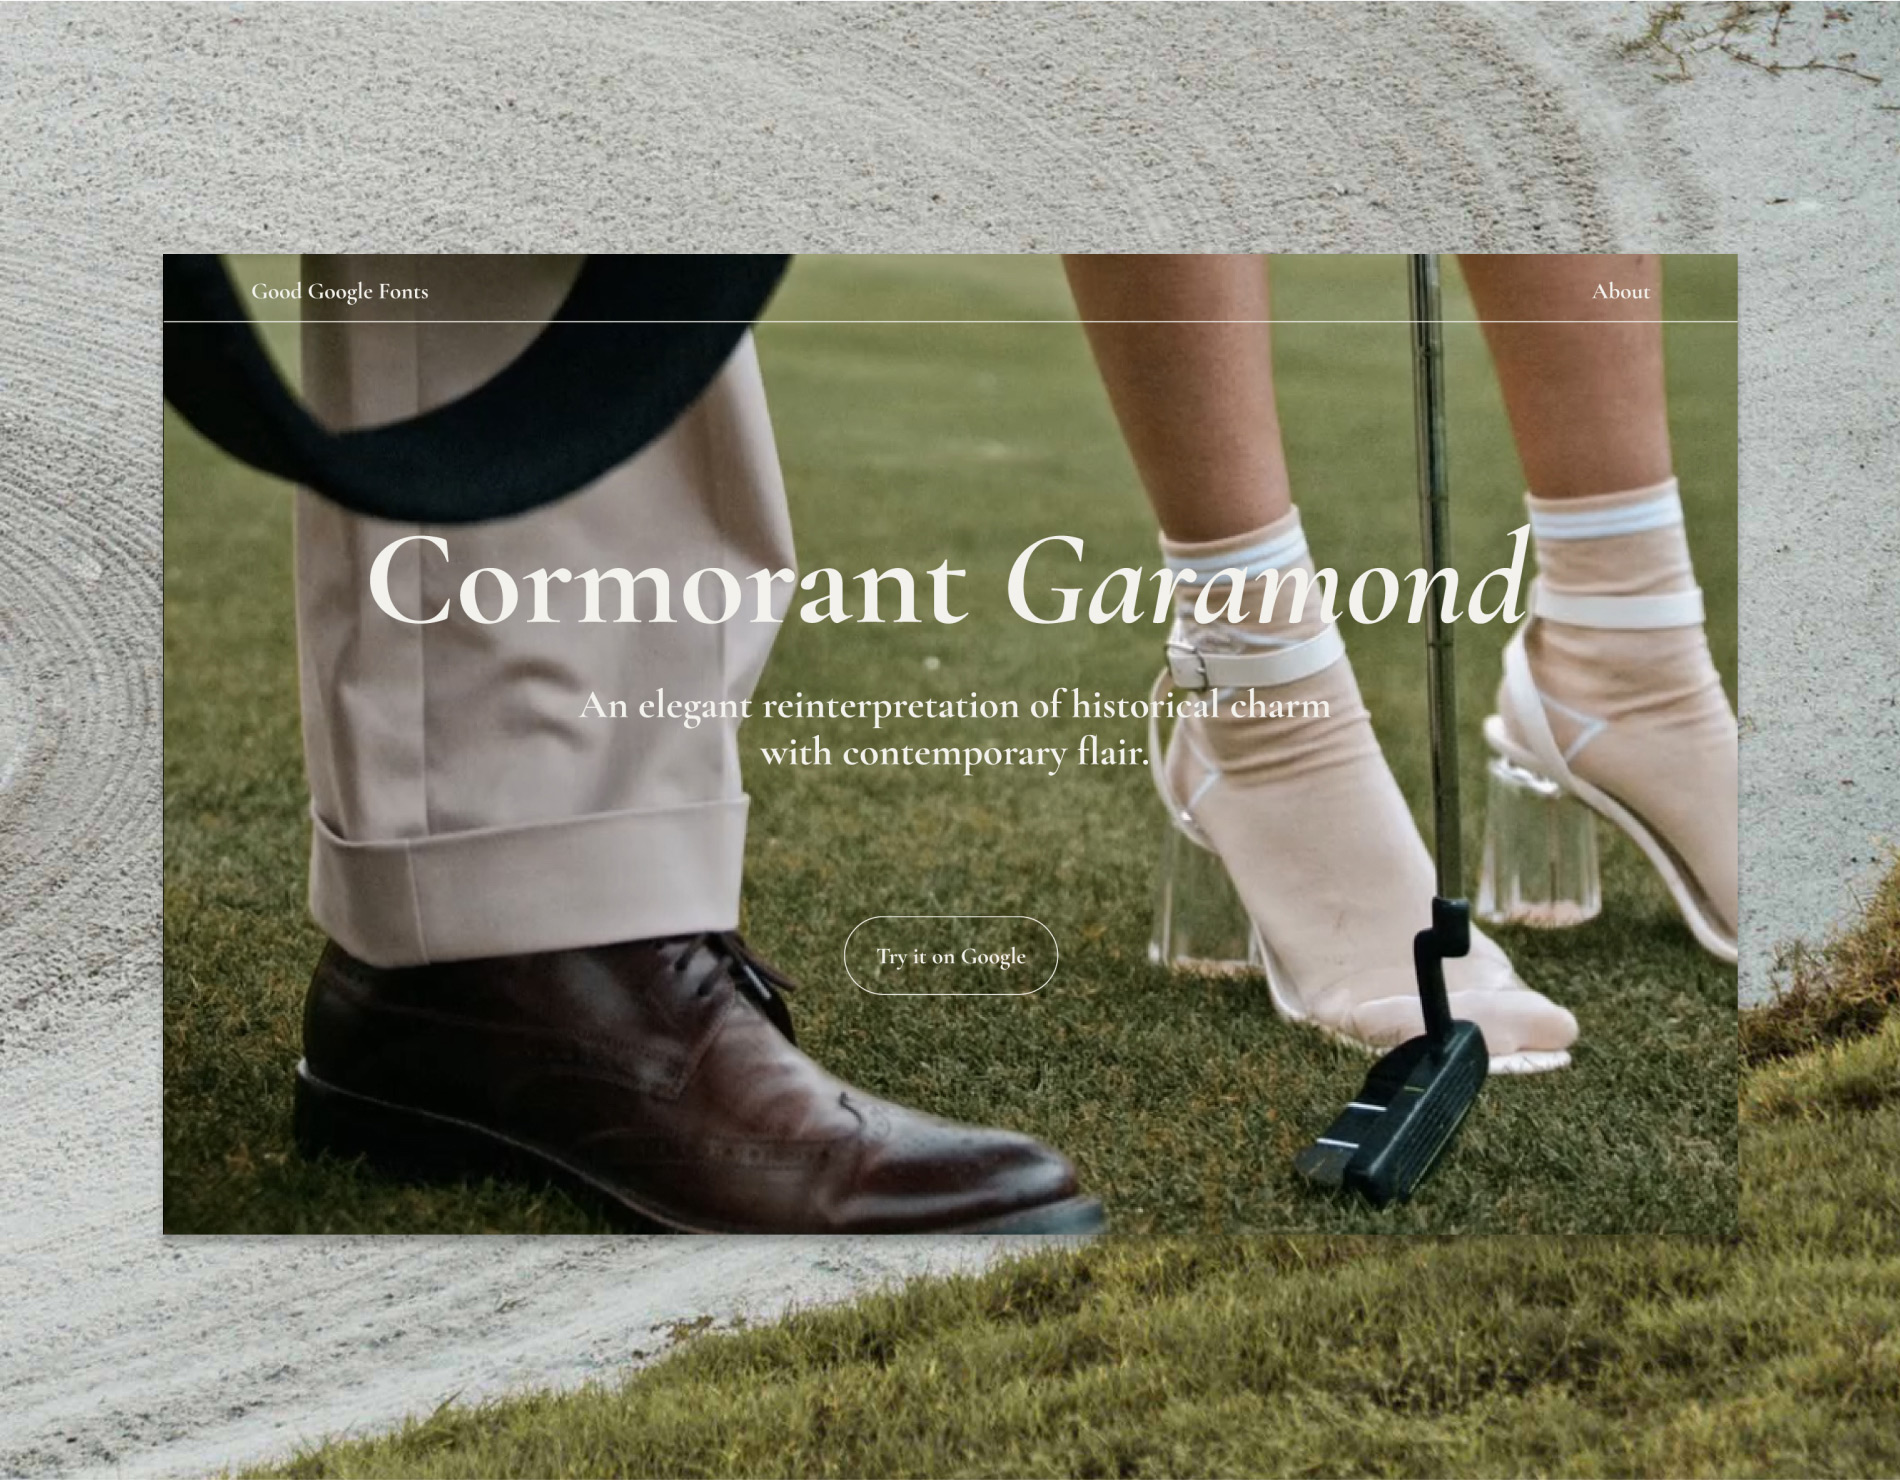 Good Google Fonts
About
Cormorant Garamond
An elegant reinterpretation of historical charm
with contemporary flair.
Try it on Google